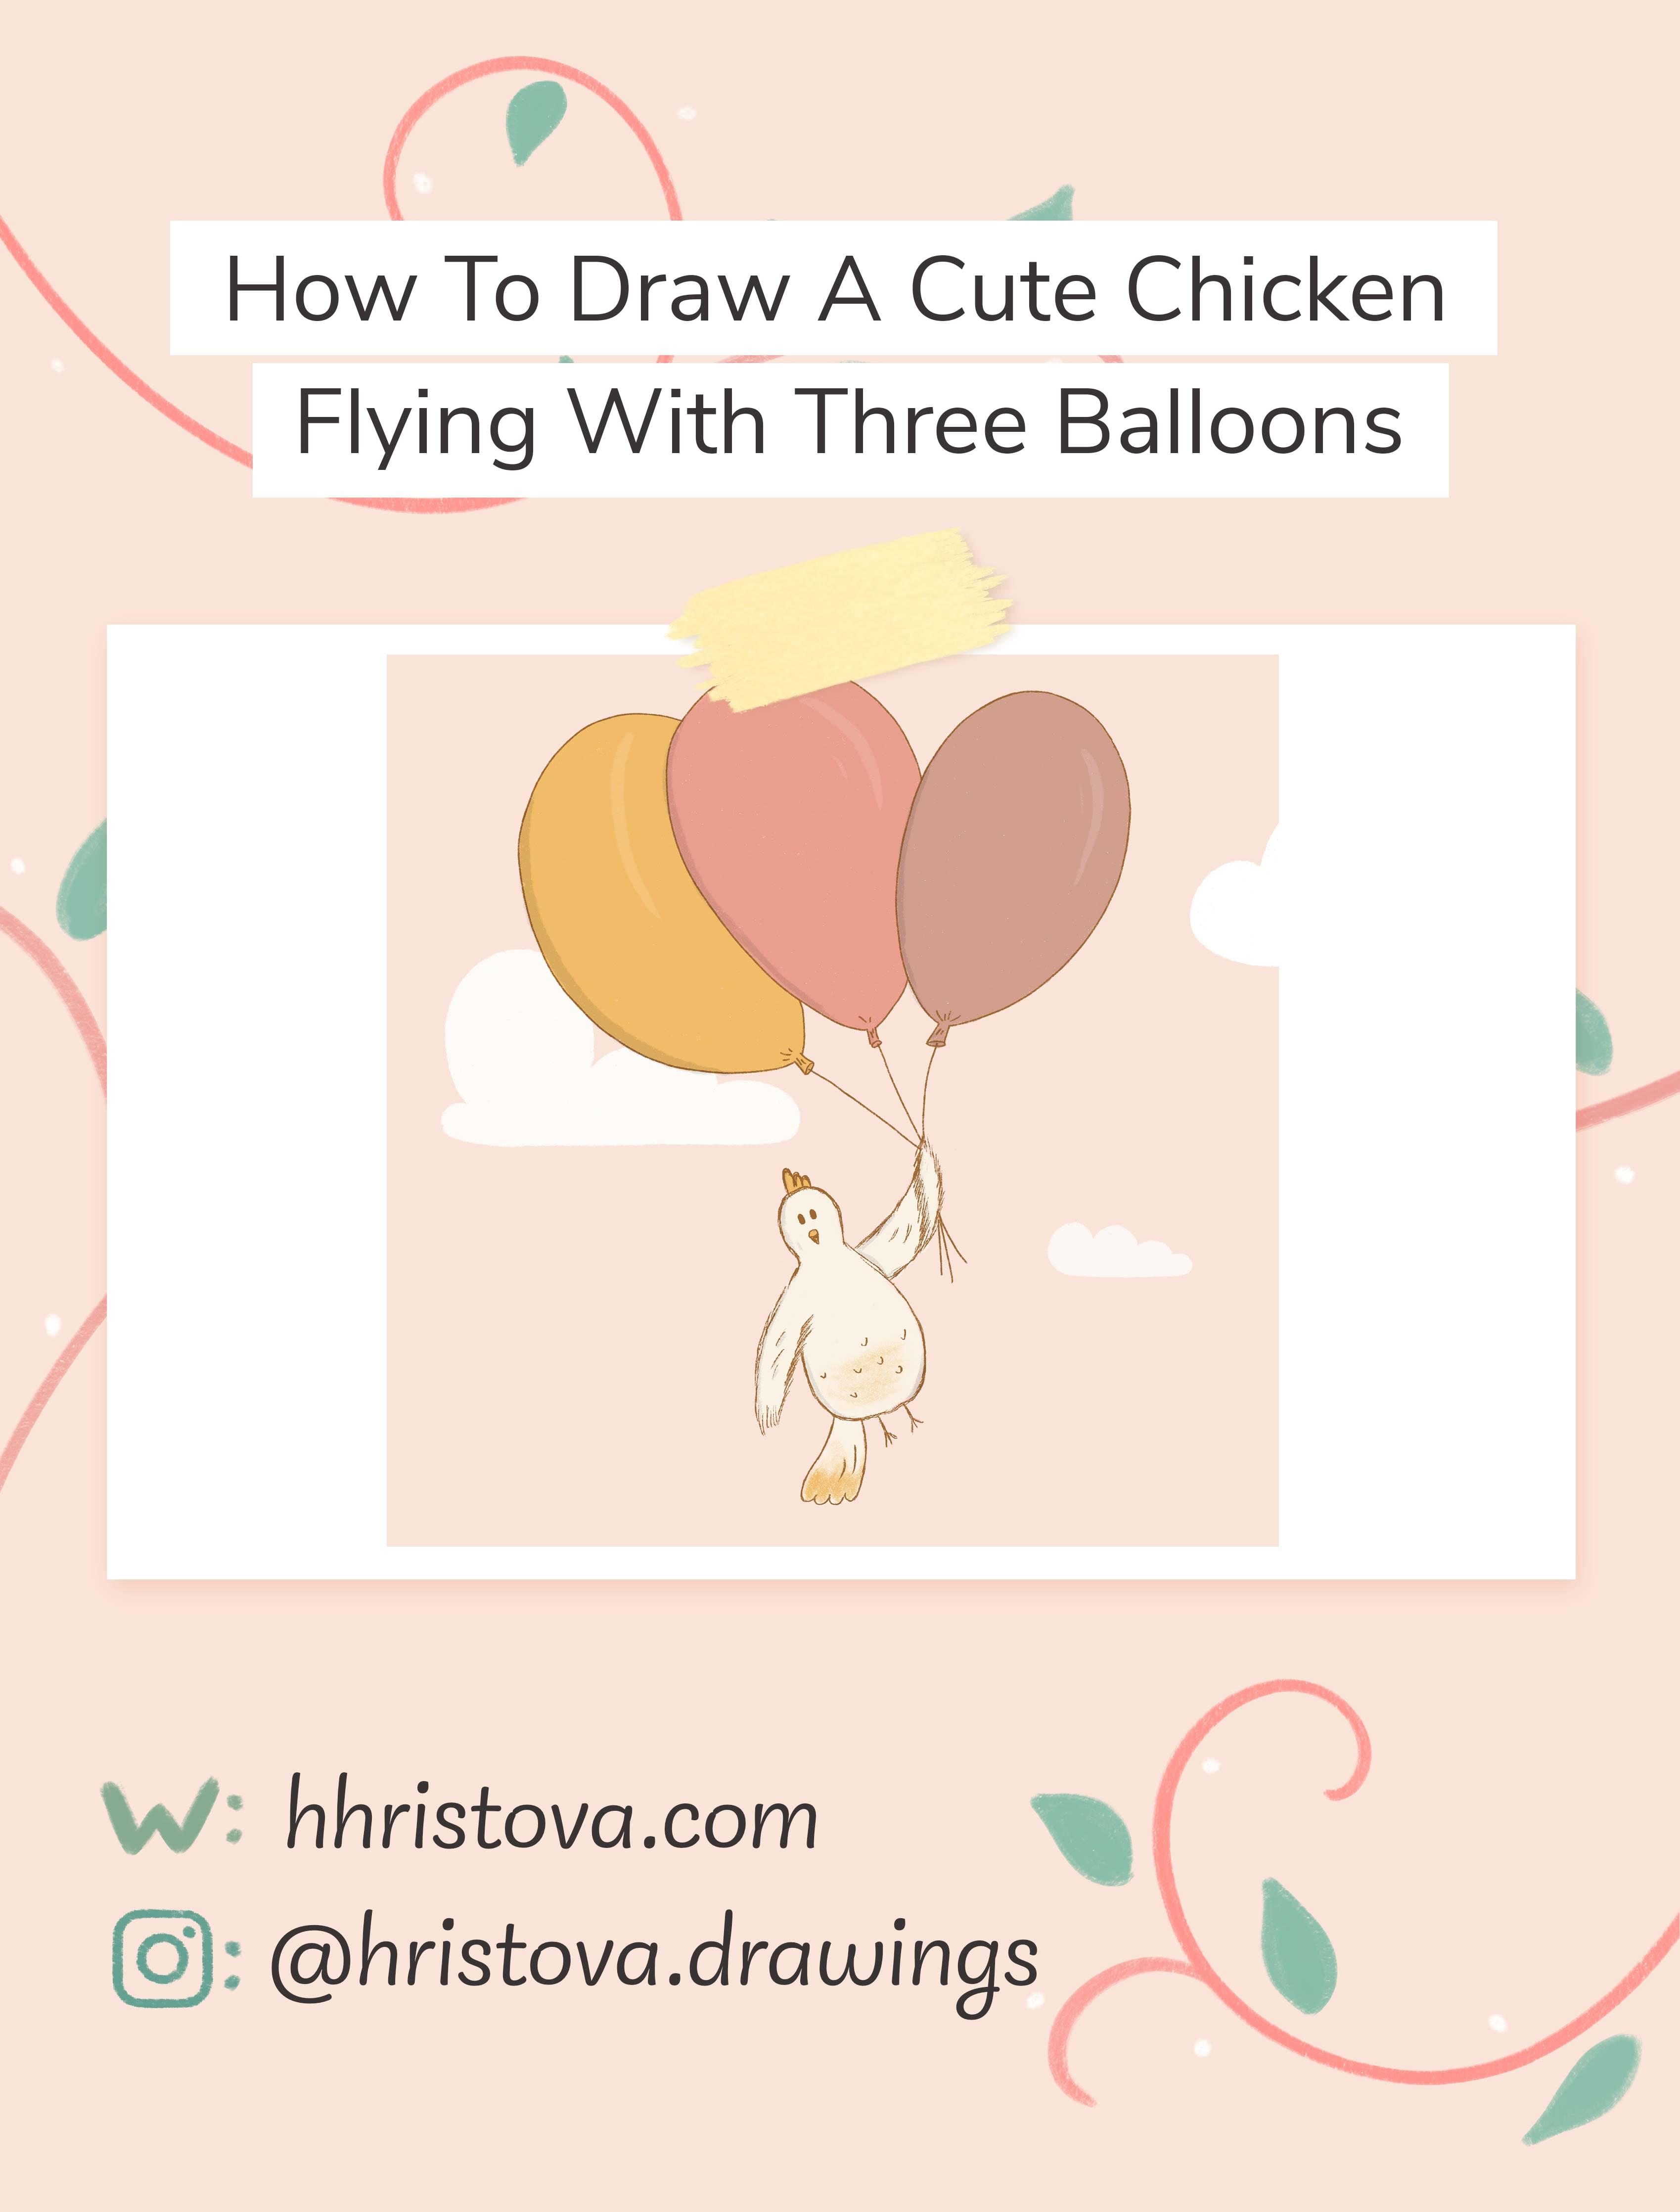 How To Draw A Cute Chicken
Flying With Three Balloons
W: hhristova.com
: @hristova.drawings